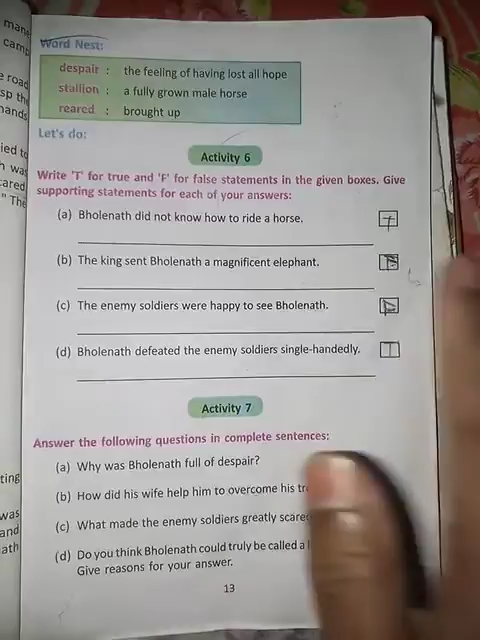 Word Nest:
despair : the feeling of having lost all hope
stallion : a fully grown male horse
reared : brought up
Let's do:
Activity 6
Write 'T' for true and 'F' for false statements in the given boxes. Give
supporting statements for each of your answers:
(a) Bholenath did not know how to ride a horse. T
(b) The king sent Bholenath a magnificent elephant.
(c) The enemy soldiers were happy to see Bholenath.
(d) Bholenath defeated the enemy soldiers single-handedly. T
Activity 7
Answer the following questions in complete sentences:
(a) Why was Bholenath full of despair?
(b) How did his wife help him to overcome his
(c) What made the enemy soldiers greatly
(d) Do you think Bholenath could truly be called a
Give reasons for your answer.
13